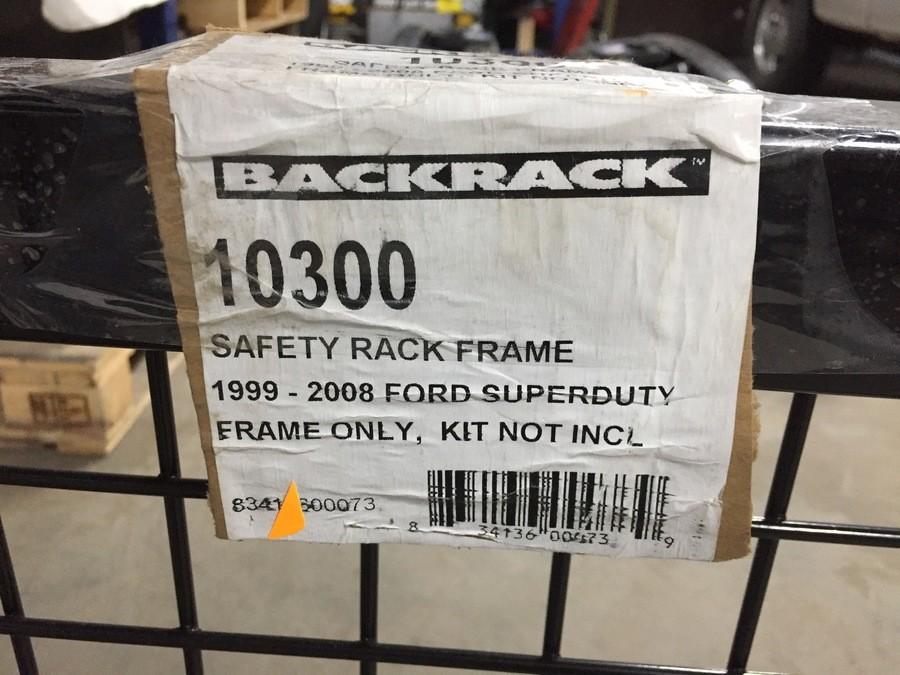 BACKRACK™
10300
SAFETY RACK FRAME
1999 - 2008 FORD SUPERDUTY
FRAME ONLY, KIT NOT INCL
8341 600073
8 34136 00073 9